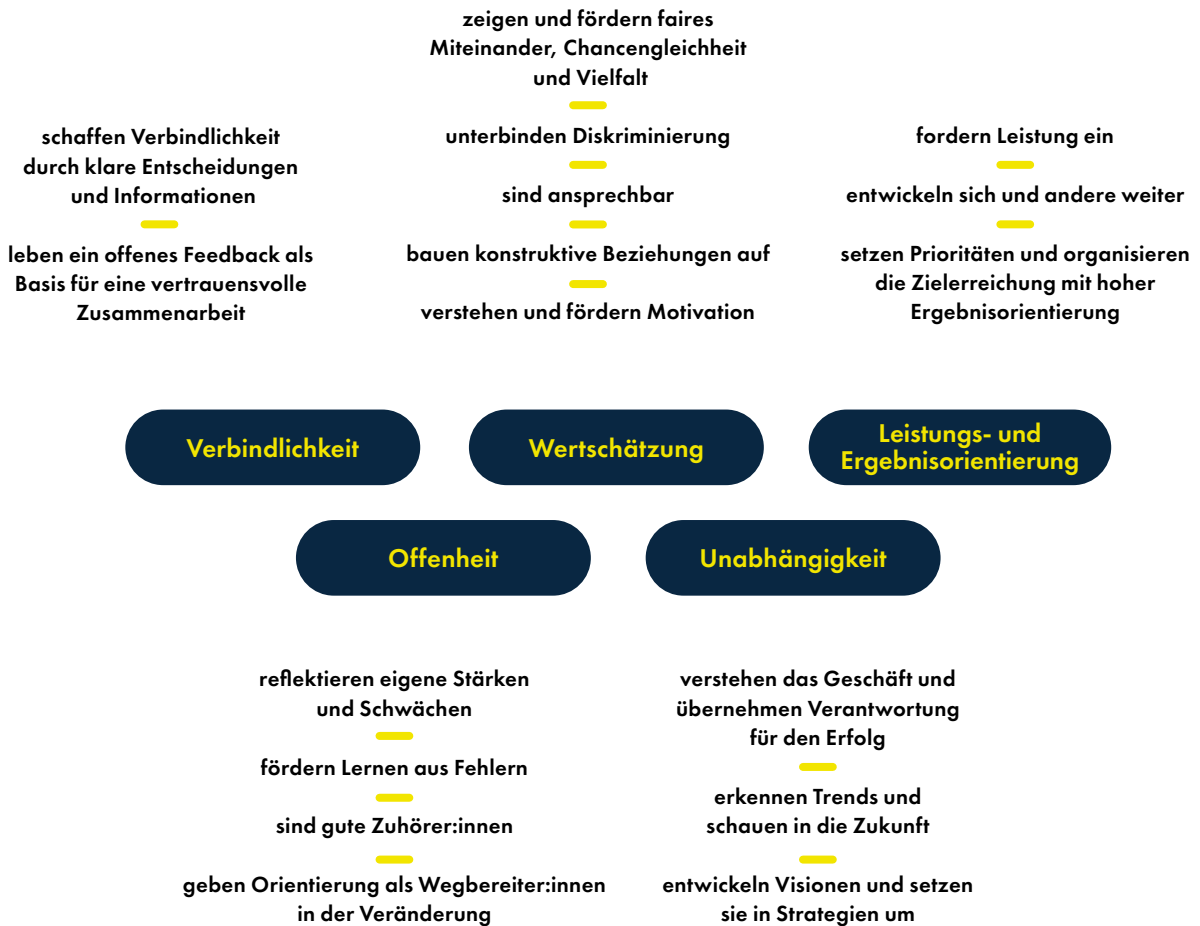 schaffen Verbindlichkeit
durch klare Entscheidungen
und Informationen
leben ein offenes Feedback als
Basis für eine vertrauensvolle
Zusammenarbeit
zeigen und fördern faires
Miteinander, Chancengleichheit
und Vielfalt
unterbinden Diskriminierung
sind ansprechbar
bauen konstruktive Beziehungen auf
verstehen und fördern Motivation
fordern Leistung ein
entwickeln sich und andere weiter
setzen Prioritäten und organisieren
die Zielerreichung mit hoher
Ergebnisorientierung
Verbindlichkeit
Wertschätzung
Leistungs- und
Ergebnisorientierung
Offenheit
Unabhängigkeit
reflektieren eigene Stärken
und Schwächen
fördern Lernen aus Fehlern
sind gute Zuhörer:innen
geben Orientierung als Wegbereiter:innen
in der Veränderung
verstehen das Geschäft und
übernehmen Verantwortung
für den Erfolg
erkennen Trends und
schauen in die Zukunft
entwickeln Visionen und setzen
sie in Strategien um